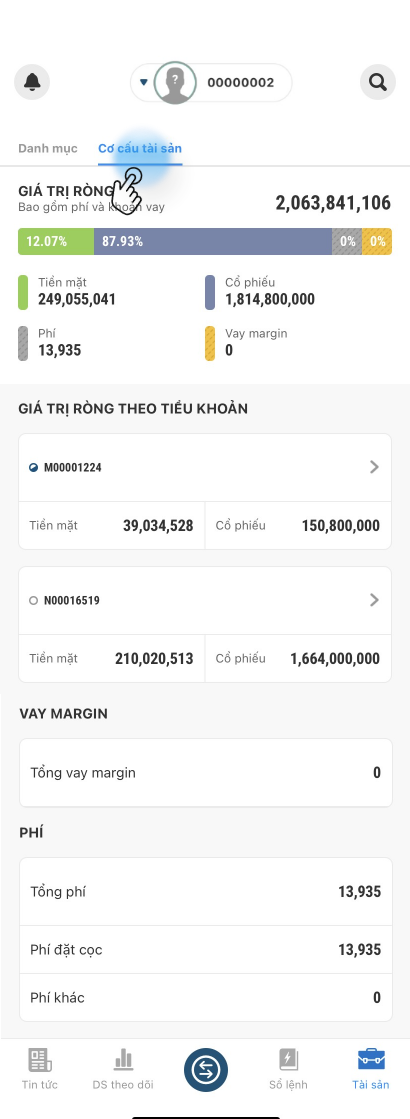 ?
00000002
Danh mục
Cơ cấu tài sản
GIÁ TRỊ RÒNG
Bao gồm phí và khoản vay
2,063,841,106
12.07%
87.93%
0%
0%
Tiền mặt
249,055,041
Cổ phiếu
1,814,800,000
Phí
13,935
Vay margin
0
GIÁ TRỊ RÒNG THEO TIỂU KHOẢN
M00001224
Tiền mặt
39,034,528
Cổ phiếu
150,800,000
N00016519
Tiền mặt
210,020,513
Cổ phiếu
1,664,000,000
VAY MARGIN
Tổng vay margin
0
PHÍ
Tổng phí
13,935
Phí đặt cọc
13,935
Phí khác
0
Tin tức
DS theo dõi
Sổ lệnh
Tài sản